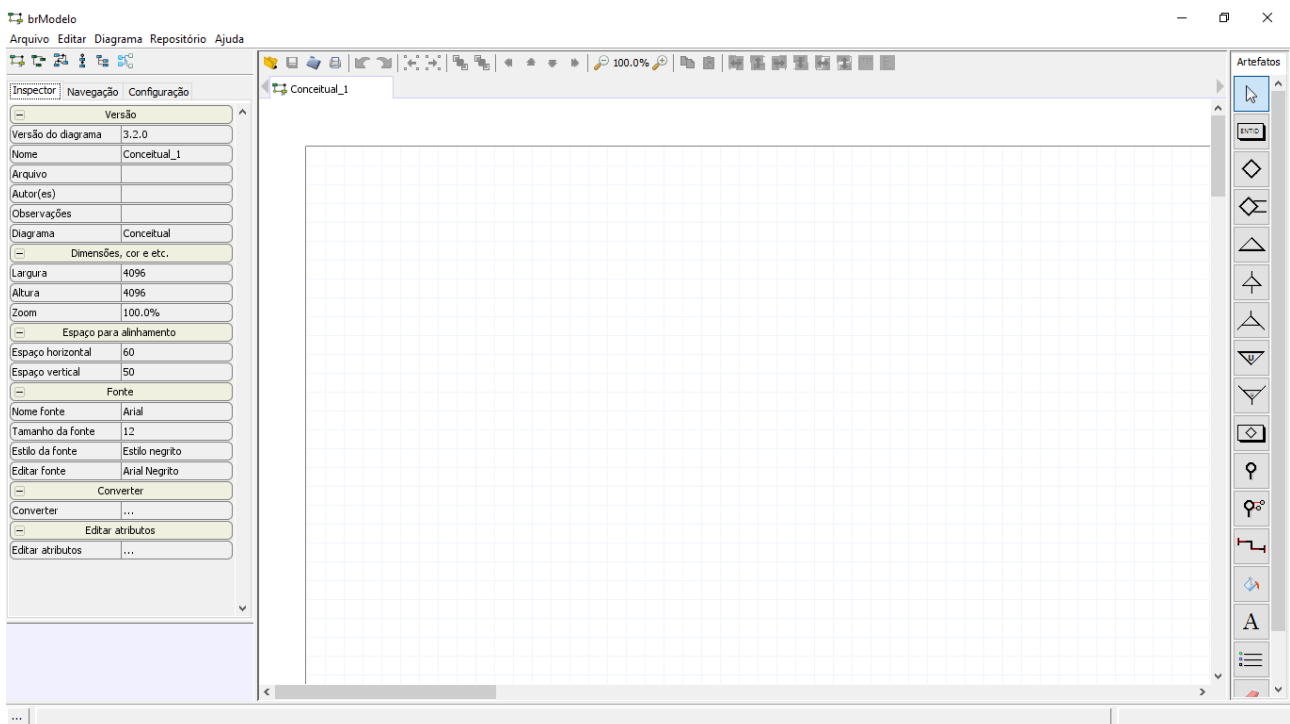 brModelo
Arquivo Editar Diagrama Repositório Ajuda
100.0%
Artefatos
Inspector Navegação Configuração
Conceitual_1
Versão
Versão do diagrama 3.2.0
Nome Conceitual_1
Arquivo
Autor(es)
Observações
Diagrama Conceitual
Dimensões, cor e etc.
Largura 4096
Altura 4096
Zoom 100.0%
Espaço para alinhamento
Espaço horizontal 60
Espaço vertical 50
Fonte
Nome fonte Arial
Tamanho da fonte 12
Estilo da fonte Estilo negrito
Editar fonte Arial Negrito
Converter
Converter ...
Editar atributos
Editar atributos ...
ENTID
U
A
...